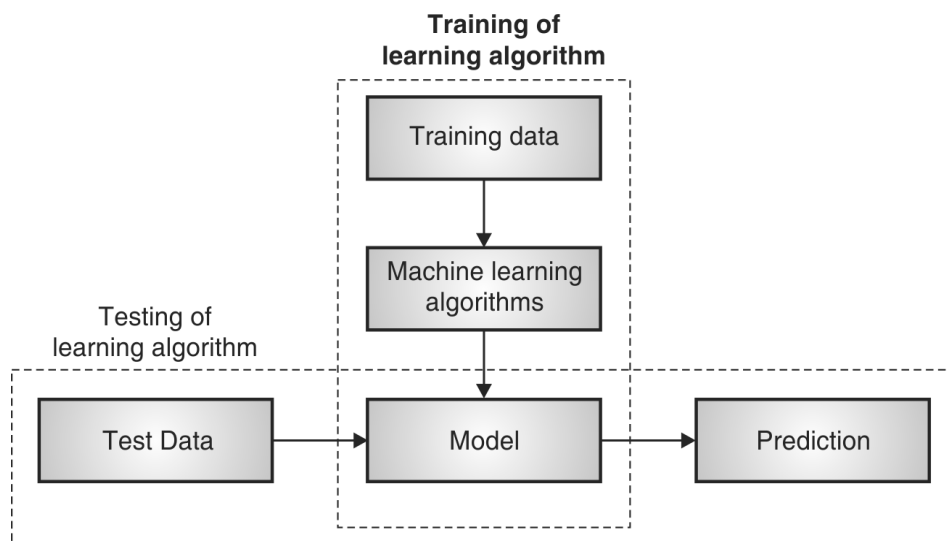 Training of
learning algorithm
Training data
Machine learning
algorithms
Testing of
learning algorithm
Test Data
Model
Prediction